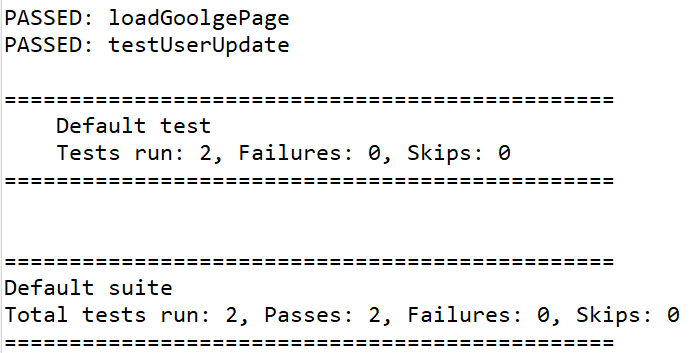 PASSED: loadGoolgePage
PASSED: testUserUpdate
===============================================
    Default test
    Tests run: 2, Failures: 0, Skips: 0
===============================================
===============================================
Default suite
Total tests run: 2, Passes: 2, Failures: 0, Skips: 0
===============================================